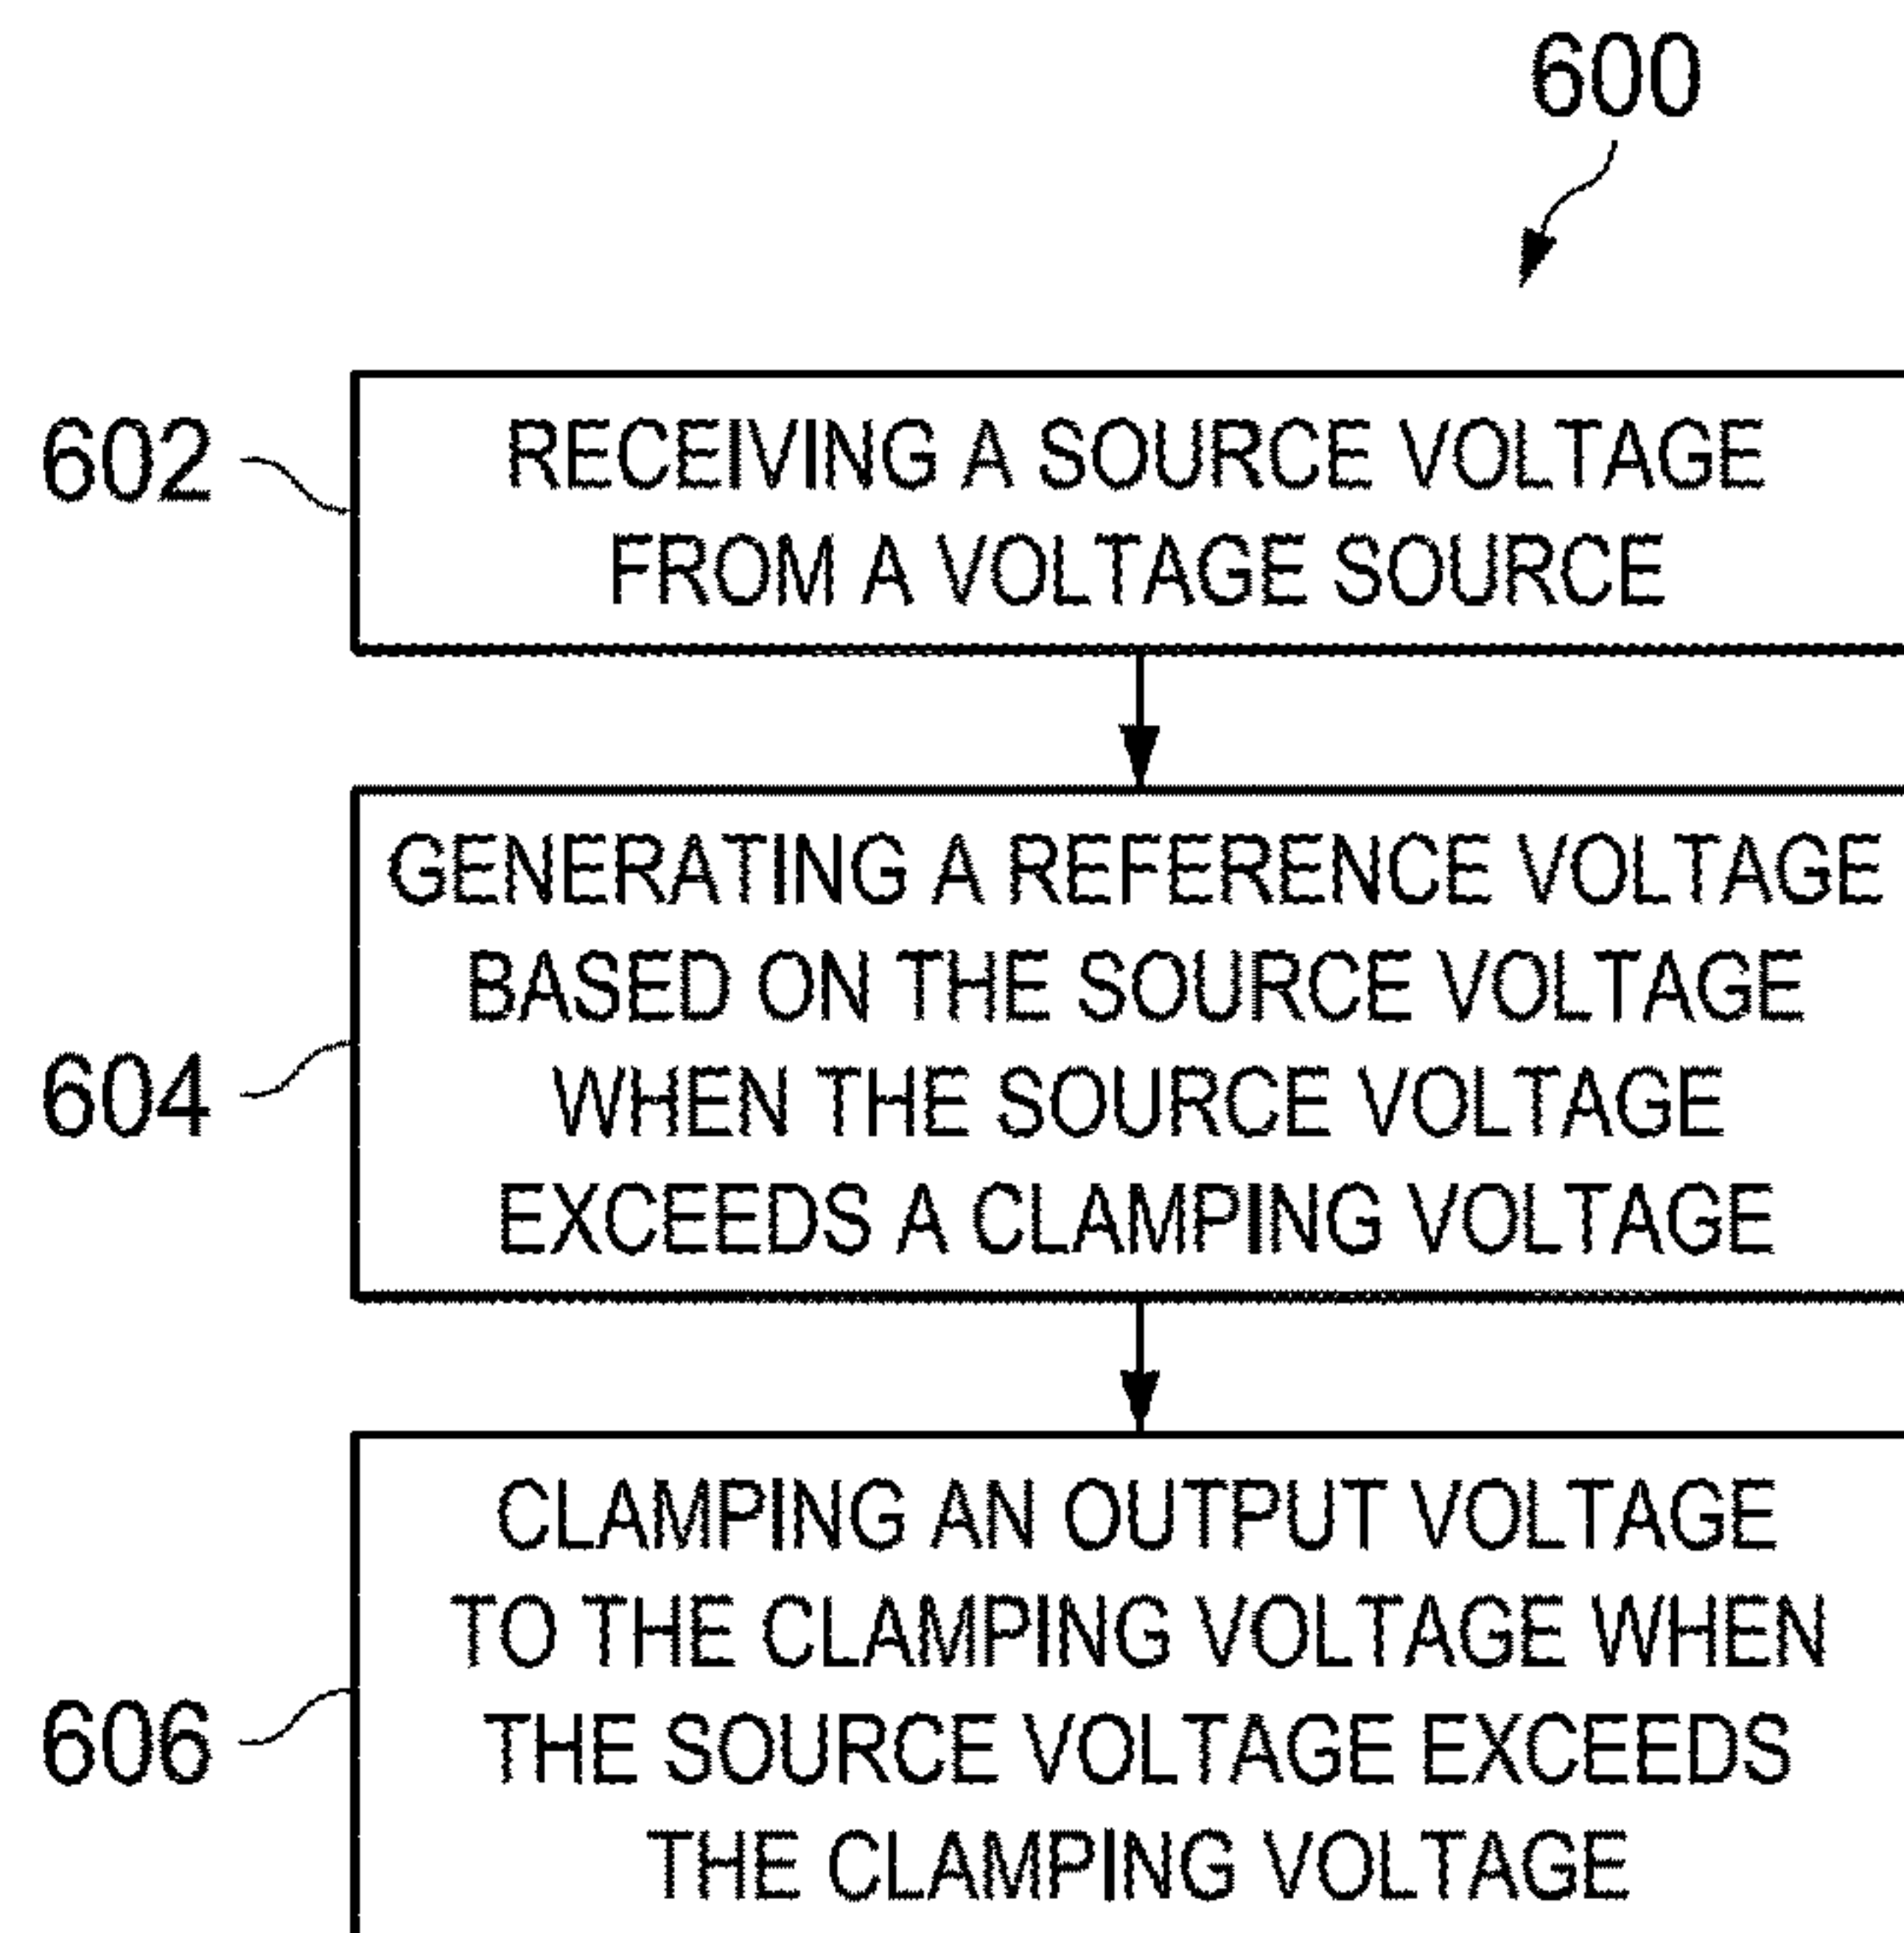 600
602
RECEIVING A SOURCE VOLTAGE
FROM A VOLTAGE SOURCE
604
GENERATING A REFERENCE VOLTAGE
BASED ON THE SOURCE VOLTAGE
WHEN THE SOURCE VOLTAGE
EXCEEDS A CLAMPING VOLTAGE
606
CLAMPING AN OUTPUT VOLTAGE
TO THE CLAMPING VOLTAGE WHEN
THE SOURCE VOLTAGE EXCEEDS
THE CLAMPING VOLTAGE